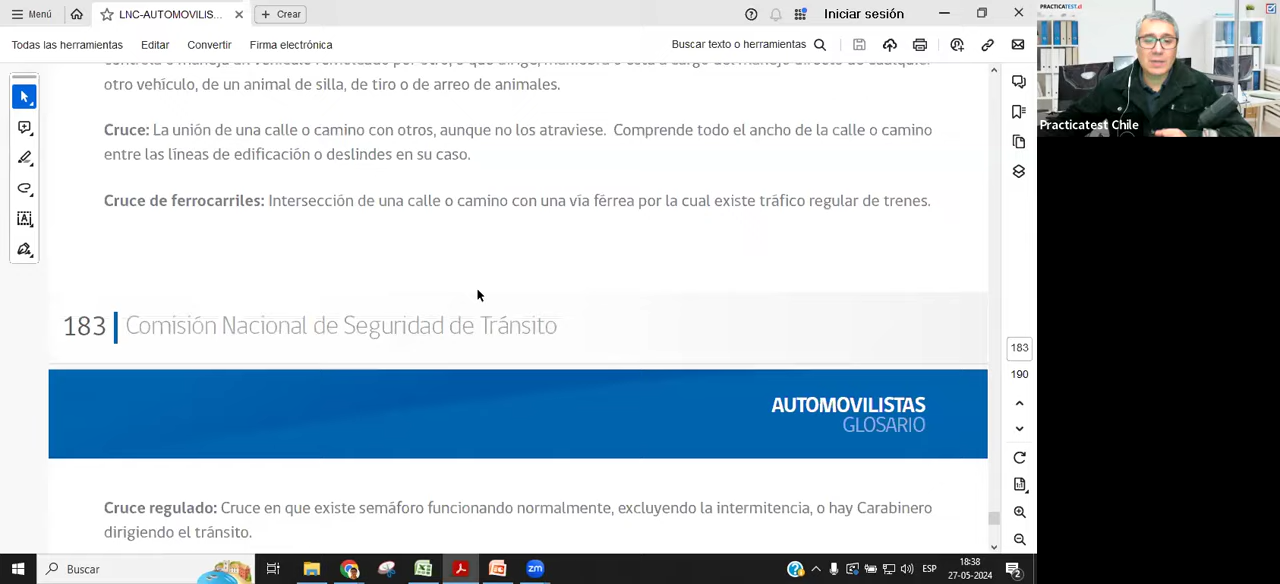 Menú
LNC-AUTOMOVILIS...
Crear
Iniciar sesión
Todas las herramientas
Editar
Convertir
Firma electrónica
Buscar texto o herramientas
otro vehículo, de un animal de silla, de tiro o de arreo de animales.
Cruce: La unión de una calle o camino con otros, aunque no los atraviese. Comprende todo el ancho de la calle o camino
entre las líneas de edificación o deslindes en su caso.
Cruce de ferrocarriles: Intersección de una calle o camino con una vía férrea por la cual existe tráfico regular de trenes.
183 Comisión Nacional de Seguridad de Tránsito
AUTOMOVILISTAS
GLOSARIO
Cruce regulado: Cruce en que existe semáforo funcionando normalmente, excluyendo la intermitencia, o hay Carabinero
dirigiendo el tránsito.
183
190
PRACTICATEST.cl
Practicatest Chile
Buscar
zm
ESP
18:38
27-05-2024
2